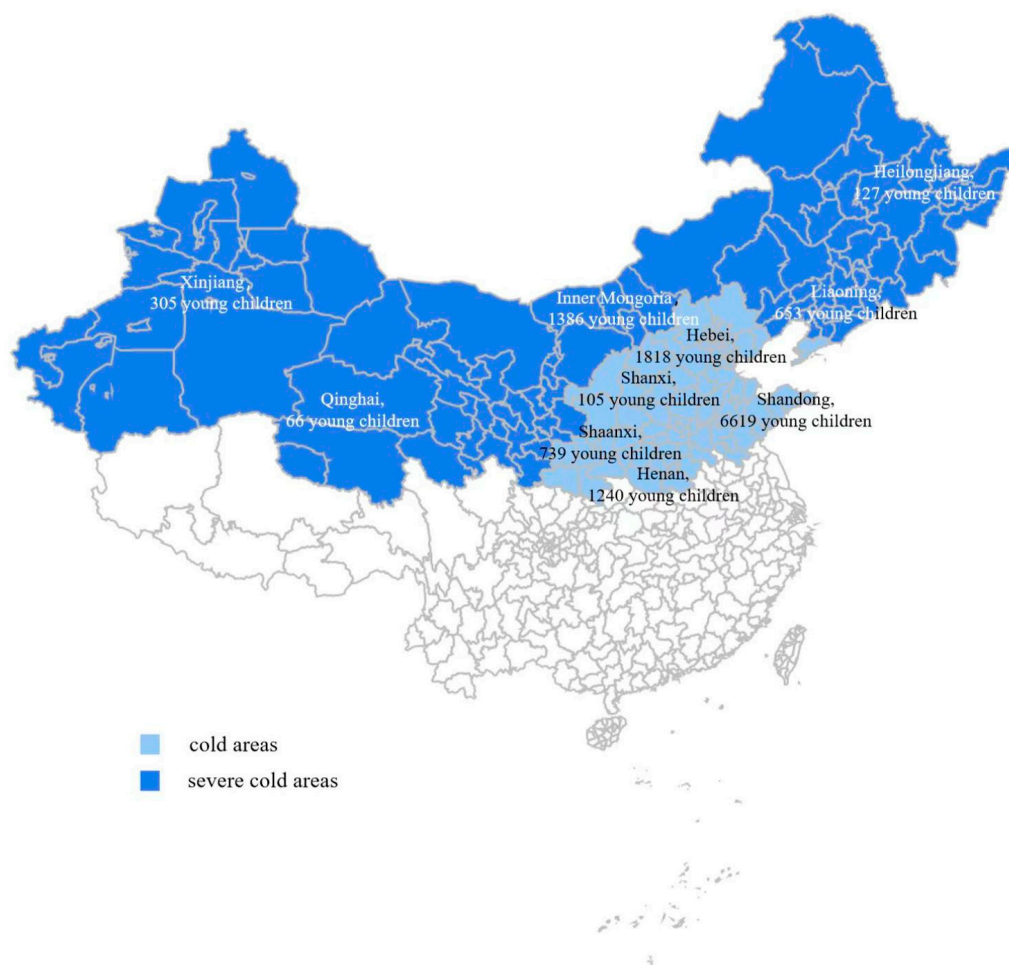 Heilongjiang,
127 young children
Xinjiang,
305 young children
Inner Mongoria,
1386 young children
Liaoning,
653 young children
Hebei,
1818 young children
Shanxi,
105 young children
Qinghai,
66 young children
Shandong,
6619 young children
Shaanxi,
739 young children
Henan,
1240 young children
cold areas
severe cold areas